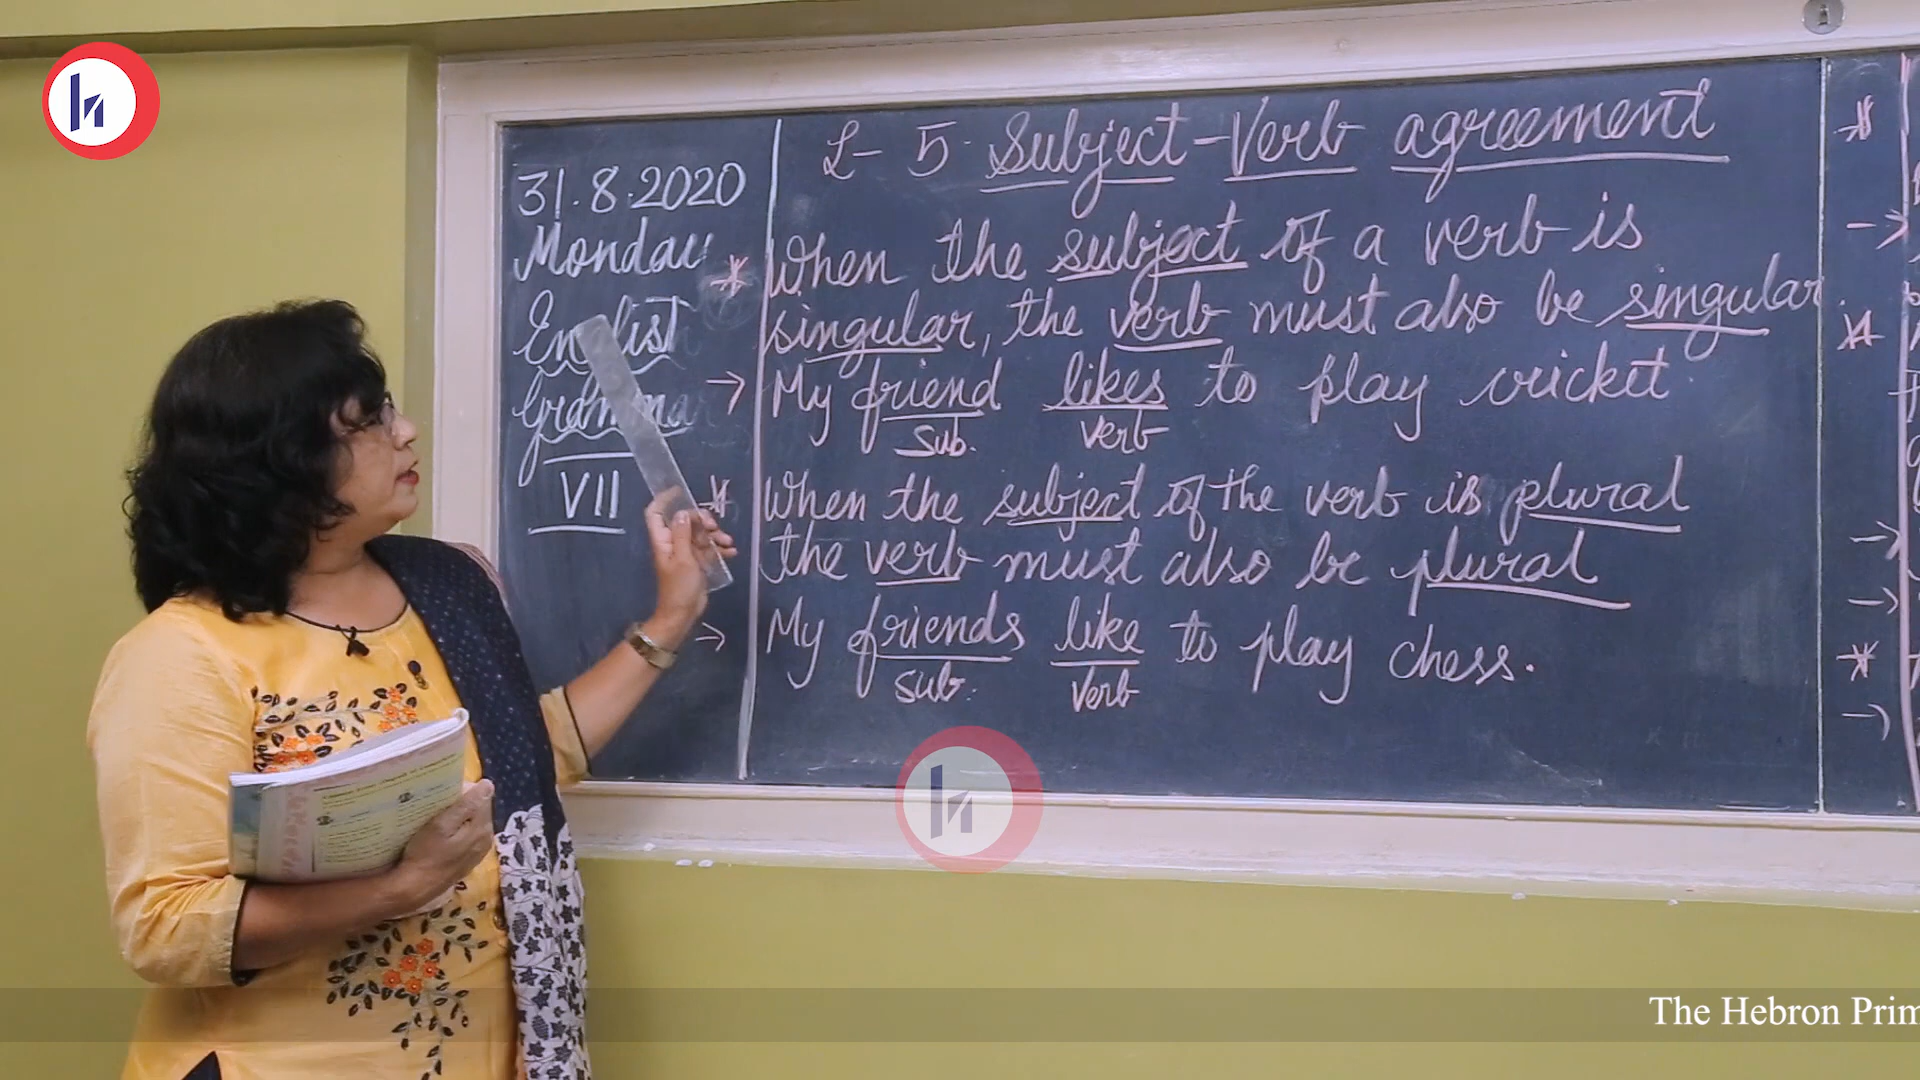 31.8.2020
Monday
English
Grammar
VII
L- 5. Subject-Verb agreement
* When the subject of a verb is
singular, the verb must also be singular.
→ My friend likes to play cricket
sub. verb
* When the subject of the verb is plural
the verb must also be plural
→ My friends like to play chess.
sub. Verb
The Hebron Prim